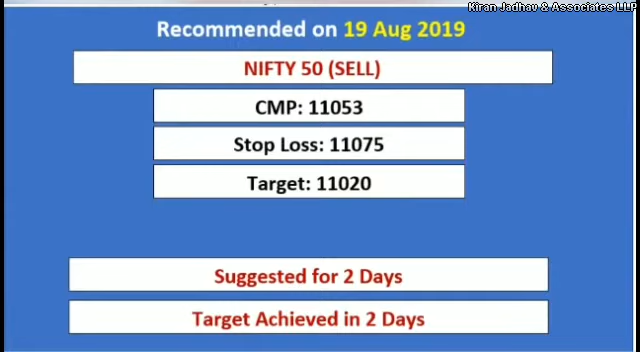 Kiran Jadhav & Associates LLP
Recommended on 19 Aug 2019
NIFTY 50 (SELL)
CMP: 11053
Stop Loss: 11075
Target: 11020
Suggested for 2 Days
Target Achieved in 2 Days